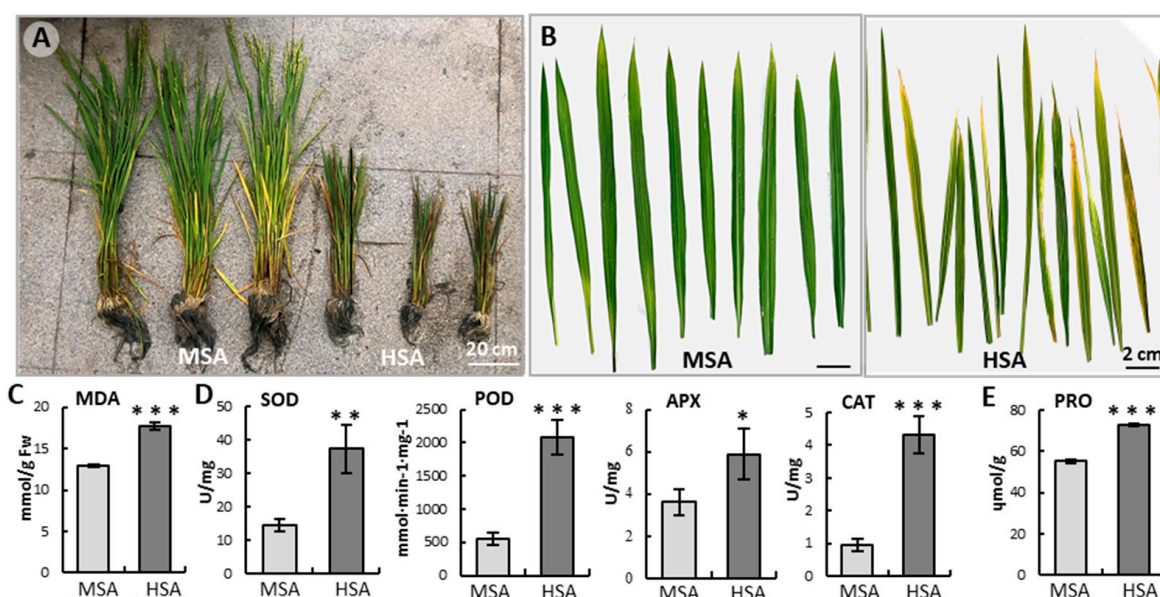 A
MSA
HSA
20 cm
B
MSA
HSA
2 cm
C
MDA
***
mmol/g Fw
20
15
10
5
0
MSA HSA
D
SOD
**
U/mg
50
40
30
20
10
0
MSA HSA
POD
***
mmol·min-1·mg-1
2500
2000
1500
1000
500
0
MSA HSA
APX
*
U/mg
8
6
4
2
0
MSA HSA
CAT
***
U/mg
6
5
4
3
2
1
0
MSA HSA
E
PRO
***
ɥmol/g
80
60
40
20
0
MSA HSA